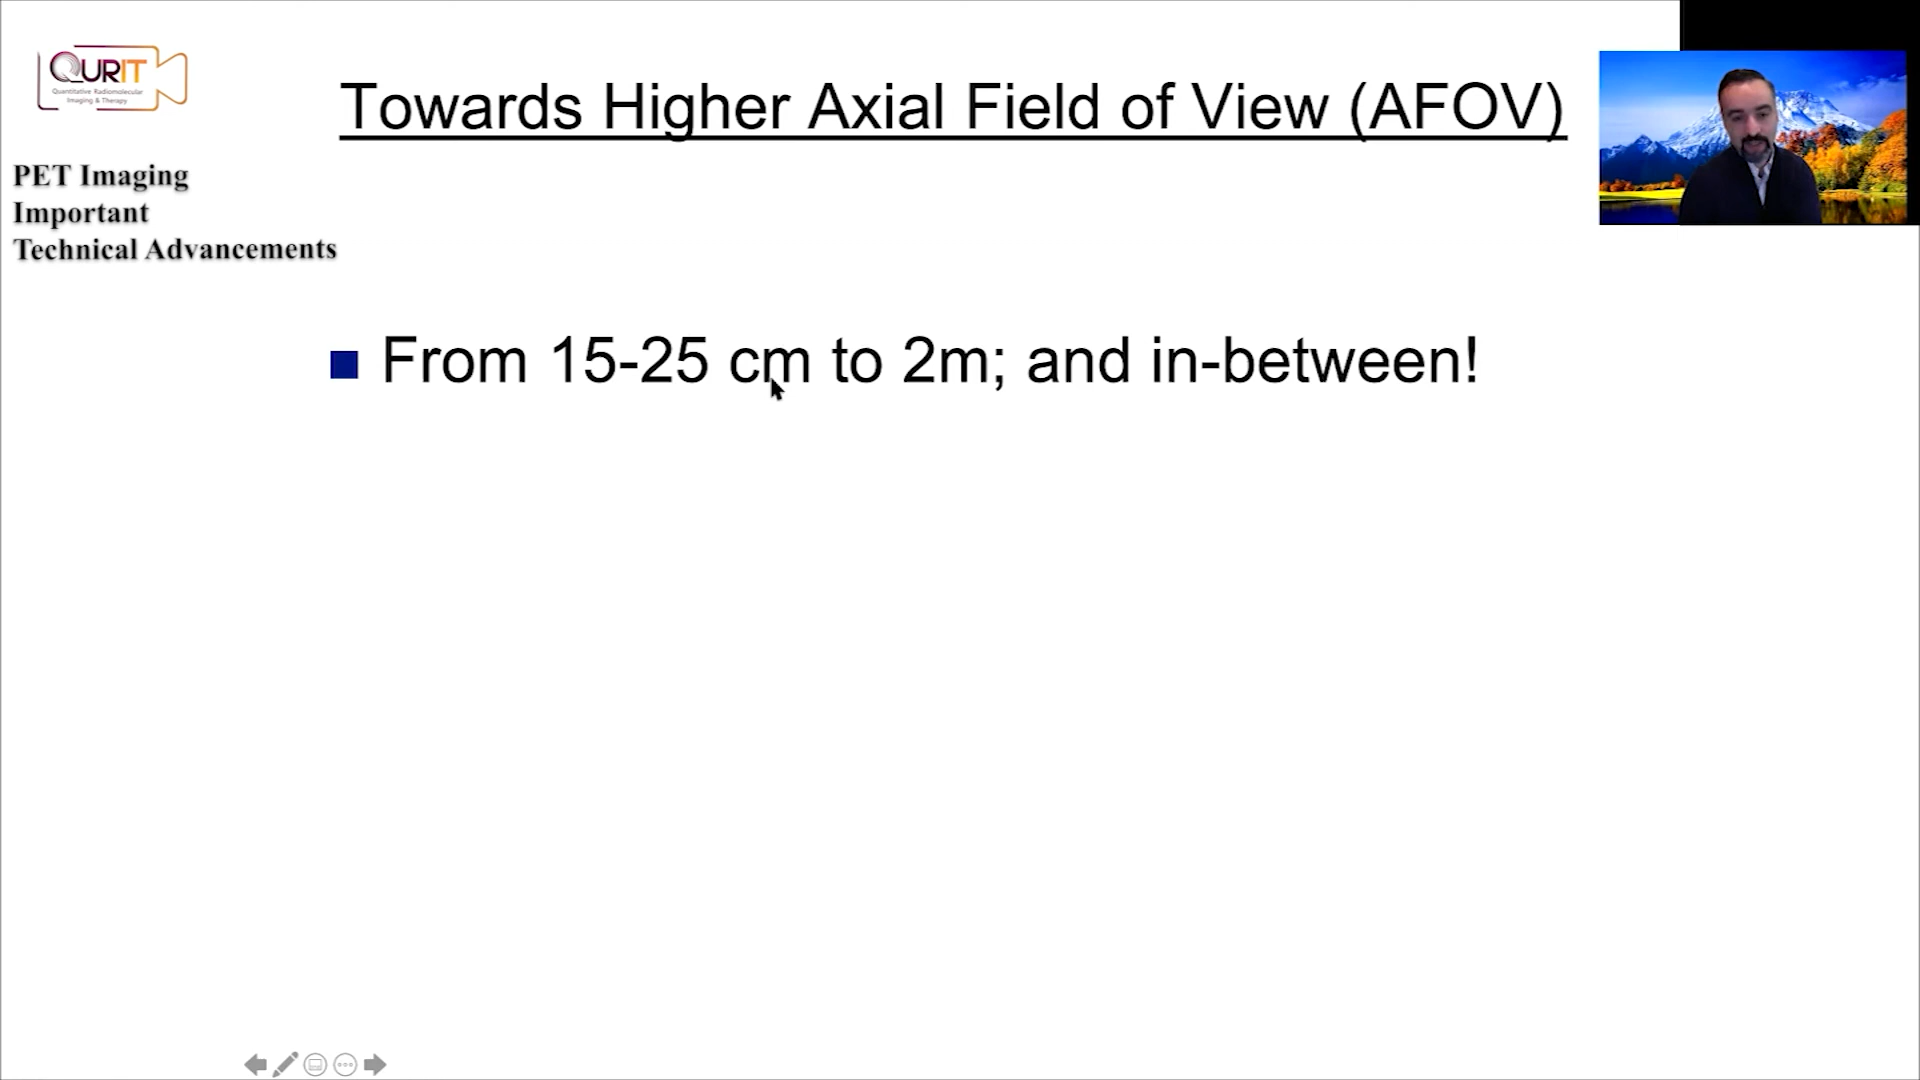 QURIT
Quantitative Radiomolecular
Imaging & Therapy
Towards Higher Axial Field of View (AFOV)
PET Imaging
Important
Technical Advancements
From 15-25 cm to 2m; and in-between!